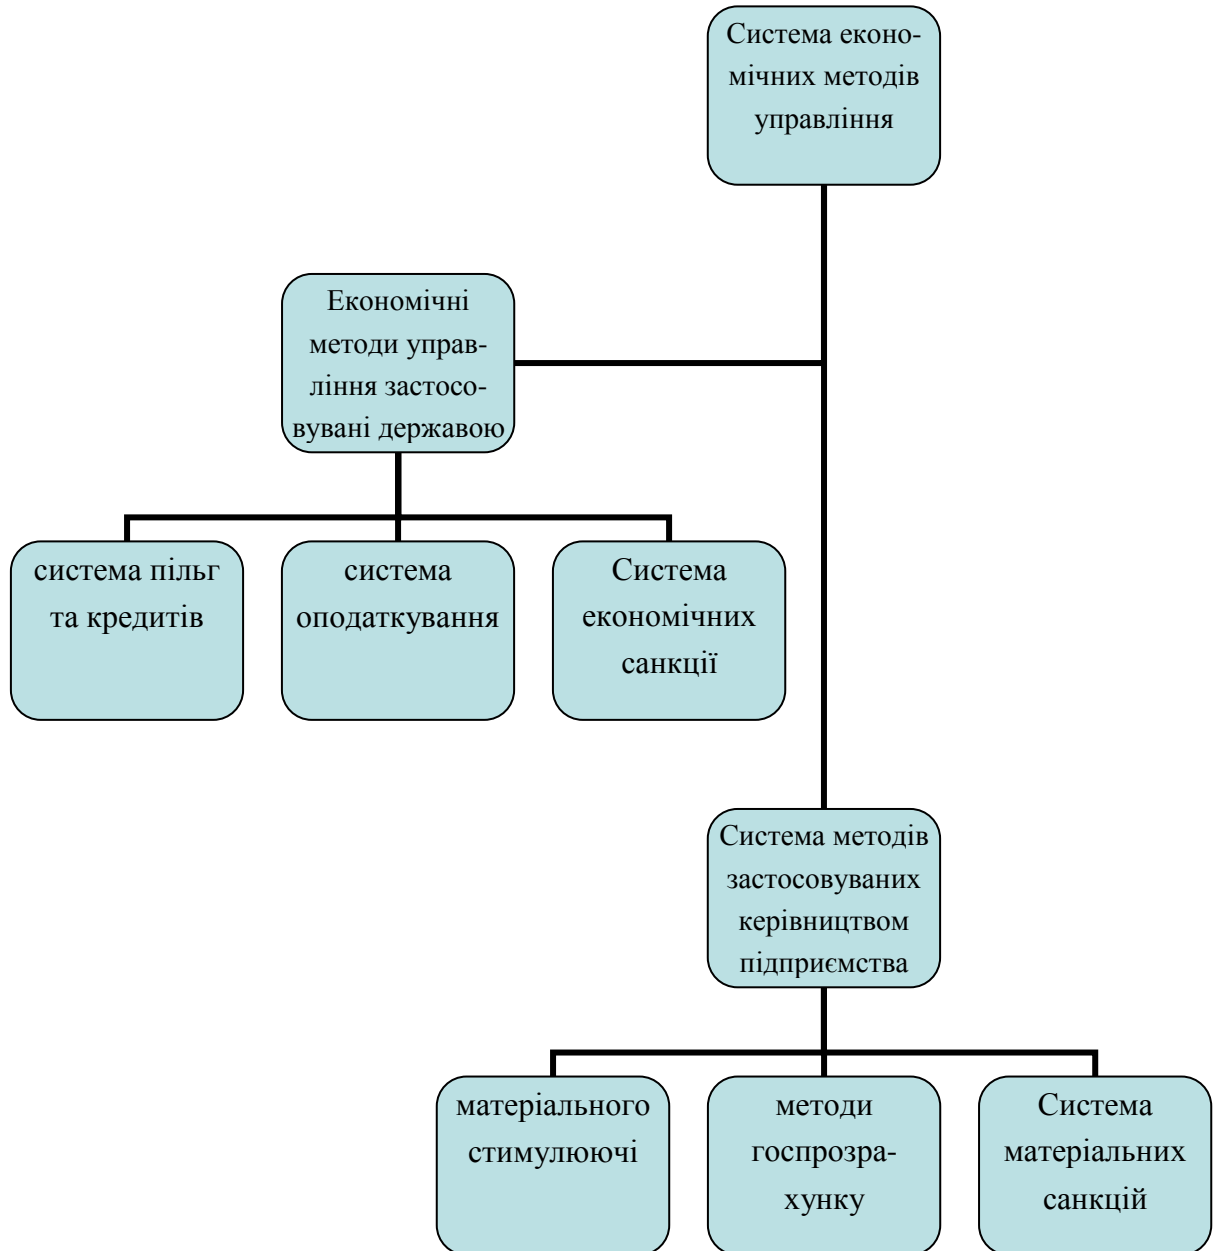 Система еконо-
мічних методів
управління
Економічні
методи управ-
ління застосо-
вувані державою
система пільг
та кредитів
система
оподаткування
Система
економічних
санкції
Система методів
застосовуваних
керівництвом
підприємства
матеріального
стимулюючі
методи
госпрозра-
хунку
Система
матеріальних
санкцій